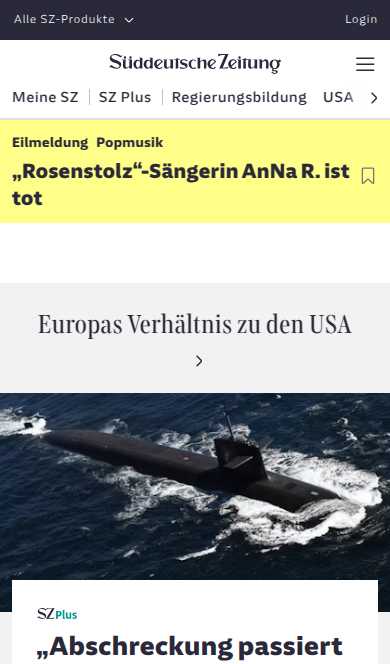 Alle SZ-Produkte Login
Süddeutsche Zeitung
Meine SZ SZ Plus Regierungsbildung USA
Eilmeldung Popmusik
„Rosenstolz“-Sängerin AnNa R. ist
tot
Europas Verhältnis zu den USA
SZ Plus
„Abschreckung passiert